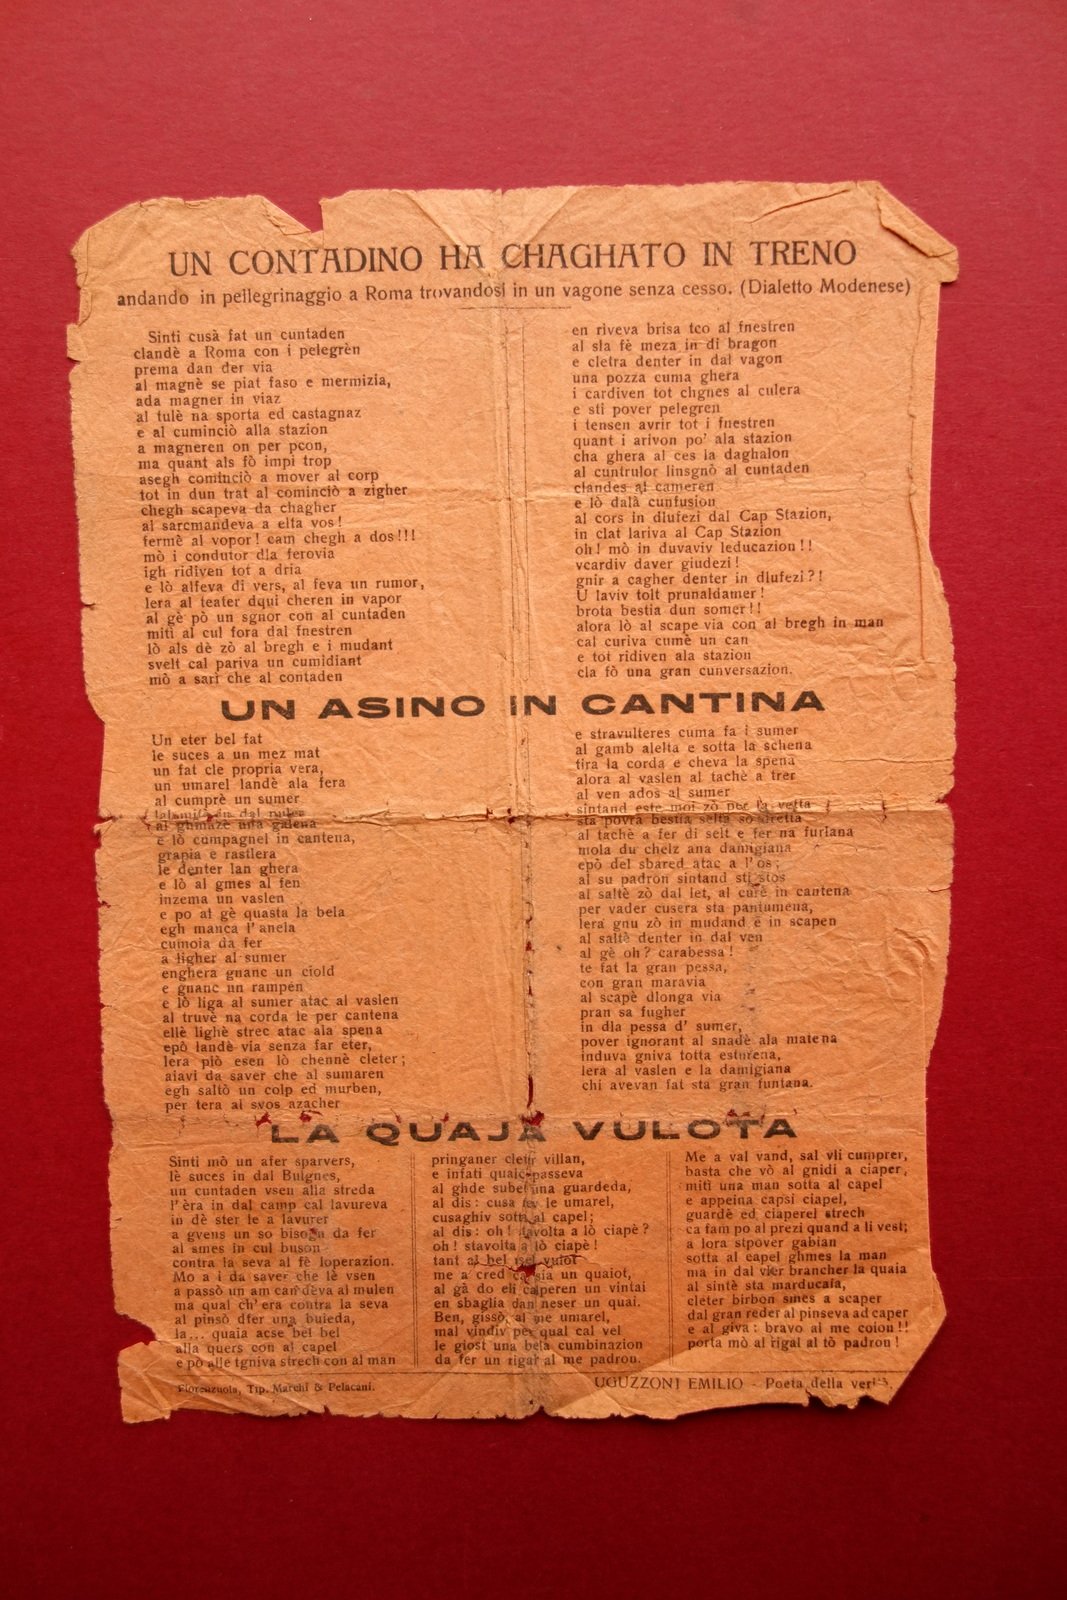 UN CONTADINO HA CHAGHATO IN TRENO
andando in pellegrinaggio a Roma trovandosi in un vagone senza cesso. (Dialetto Modenese)
Sinti cusà fat un cuntaden
clandè a Roma con i pelegrèn
prema dan der via
al magnè se piat faso e mermizia,
ada magner in viaz
al tulè na sporta ed castagnaz
e al cuminciò alla stazion
a magneren on per pcon,
ma quant als fò impi trop
asegh cominciò a mover al corp
tot in dun trat al cominciò a zigher
chegh scapeva da chagher
al sarcmandeva a elta vos!
fermè al vopor! cam chegh a dos!!!
mò i condutor dla ferovia
igh ridiven tot a dria
e lò alfeva di vers, al feva un rumor,
lera al teater dqui cheren in vapor
al gè pò un sgnor con al cuntaden
miti al cul fora dal fnestren
lò als dè zò al bregh e i mudant
svelt cal pariva un cumidiant
mò a sari che al contaden
en riveva brisa tco al fnestren
al sla fè meza in di bragon
e cletra denter in dal vagon
una pozza cuma ghera
i cardiven tot chgnes al culera
e sti pover pelegren
i tensen avrir tot i fnestren
quant i arivon po' ala stazion
cha ghera al ces la daghalon
al cuntrulor linsgnò al cuntaden
clandes al cameren
e lò dalà cunfusion
al cors in dlufezi dal Cap Stazion,
in clat lariva al Cap Stazion
oh! mò in duvaviv leducazion!!
vcardiv daver giudezi!
gnir a cagher denter in dlufezi?!
U laviv tolt prunaldamer!
brota bestia dun somer!!
alora lò al scape via con al bregh in man
cal curiva cumè un can
e tot ridiven ala stazion
cla fò una gran cunversazion.
UN ASINO IN CANTINA
Un eter bel fat
le suces a un mez mat
un fat cle propria vera,
un umarel landè ala fera
al cumprè un sumer
al ghmazè una galena
e lò cumpagnel in cantena,
grapia e rastlera
le denter lan ghera
e lò al gmes al fen
inzema un vaslen
e po al gè quasta la bela
egh manca l'anela
cumoia da fer
a ligher al sumer
enghera gnanc un ciold
e gnanc un rampen
e lò liga al sumer atac al vaslen
al truvè na corda le per cantena
ellè lighè strec atac ala spena
epò landè via senza far eter,
lera piò esen lò chennè cleter;
aiavi da saver che al sumaren
egh saltò un colp ed murben,
per tera al svos azacher
e stravulteres cuma fa i sumer
al gamb alelta e sotta la schena
tira la corda e cheva la spena
alora al vaslen al tachè a trer
al ven ados al sumer
sintand este moi zò per la vetta
sta povra bestia selta so dretta
al tachè a fer di selt e fer na furlana
mola du chelz ana damigiana
epò del sbared atac a l'os;
al su padron sintand sti stos
al saltè zò dal let, al curè in cantena
per vader cusera sta pantumena,
lera gnu zò in mudand e in scapen
al saltè denter in dal ven
al gè oh? carabessa!
te fat la gran pessa,
con gran maravia
al scapè dlonga via
pran sa fugher
in dla pessa d' sumer,
pover ignorant al snadè ala matena
induva gniva totta esturena,
lera al vaslen e la damigiana
chi avevan fat sta gran funtana.
LA QUAJA VULOTA
Sinti mò un afer sparvers,
lè suces in dal Bulgnes,
un cuntaden vsen alla streda
l'èra in dal camp cal lavureva
in dè ster le a lavurer
a gvens un so bisogn da fer
al smes in cul buson
contra la seva al fè loperazion.
Mo a i da saver che lè vsen
a passò un am can deva al mulen
ma qual ch'era contra la seva
al pinsò dfer una buleda,
la... quaia acse bel bel
alla quers con al capel
e pò alle tgniva strech con al man
pringaner cletr villan,
e infati quaic passeva
al ghde subet una guardeda,
al dis: cusa fev le umarel,
cusaghiv sotta al capel;
al dis: oh! stavolta a lò ciapè?
oh! stavolta a lò ciapè!
tant al bel vulot
me a cred ca sia un quaiot,
al gà do eli calperen un vintai
en sbaglia dan neser un quai.
Ben, gissò, al me umarel,
mal vindiv per qual cal vel
le giost una bela cumbinazion
da fer un rigal al me padron.
Me a val vand, sal vli cumprer,
basta che vò al gnidi a ciaper,
miti una man sotta al capel
e appeina capsi ciapel,
guardè ed ciaperel strech
ca fam po al prezi quand a li vest;
a lora stpover gabian
sotta al capel ghmes la man
ma in dal vler brancher la quaia
al sintè sta marducaia,
cleter birbon smes a scaper
dal gran reder al pinseva ad caper
e al giva: bravo al me coion!!
porta mò al rigal al tò padron!
Fiorenzuola, Tip. Marchi & Pelacani.
UGUZZONI EMILIO - Poeta della verità.